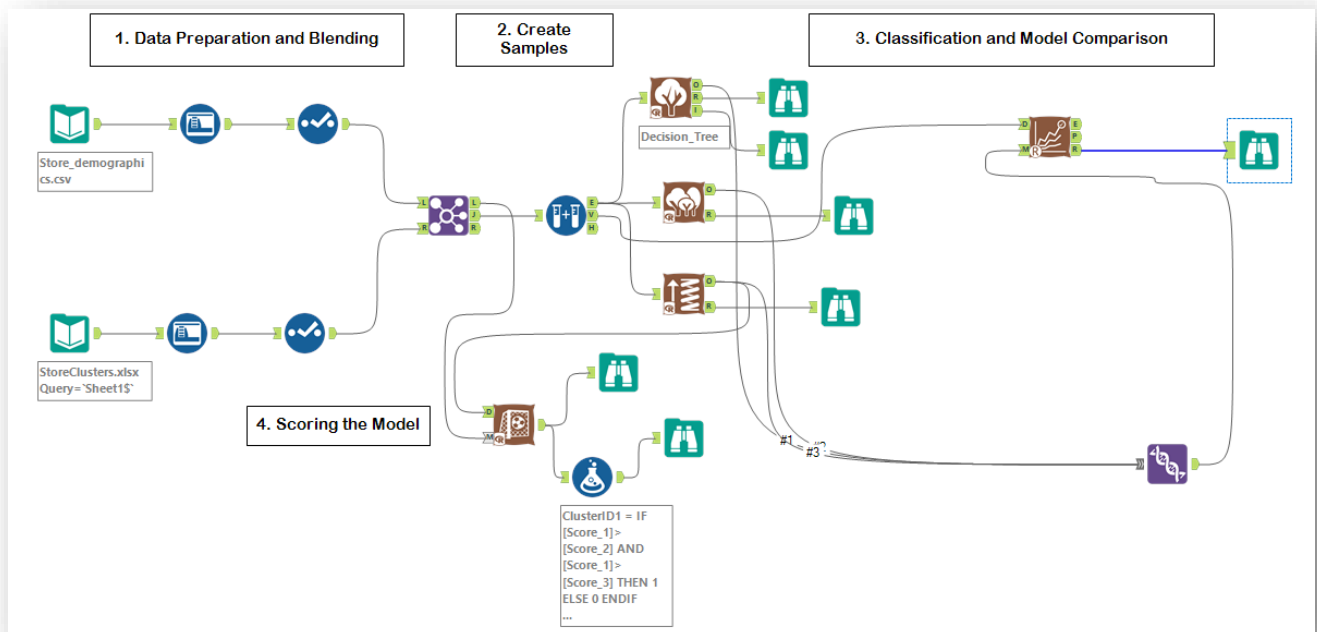 1. Data Preparation and Blending
2. Create
Samples
3. Classification and Model Comparison
Store_demographi
cs.csv
StoreClusters.xlsx
Query=`Sheet1$`
L
R
L
J
R
E
V
H
O
R
I
Decision_Tree
O
R
O
R
D
M
E
P
R
R
4. Scoring the Model
D
M
#1
#3
ClusterID1 = IF
[Score_1]>
[Score_2] AND
[Score_1]>
[Score_3] THEN 1
ELSE 0 ENDIF
...